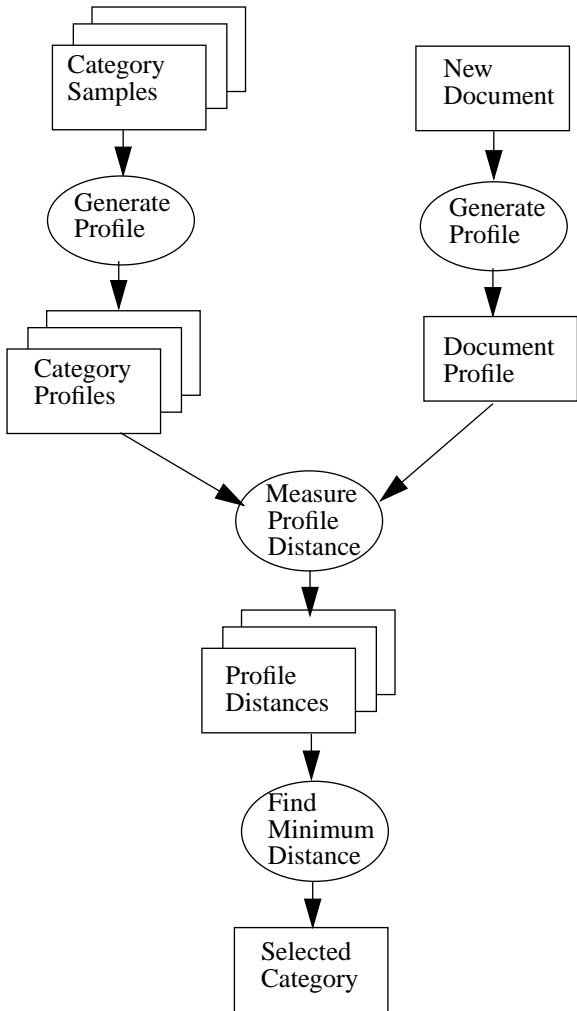 Category
Samples
New
Document
Generate
Profile
Generate
Profile
Category
Profiles
Document
Profile
Measure
Profile
Distance
Profile
Distances
Find
Minimum
Distance
Selected
Category